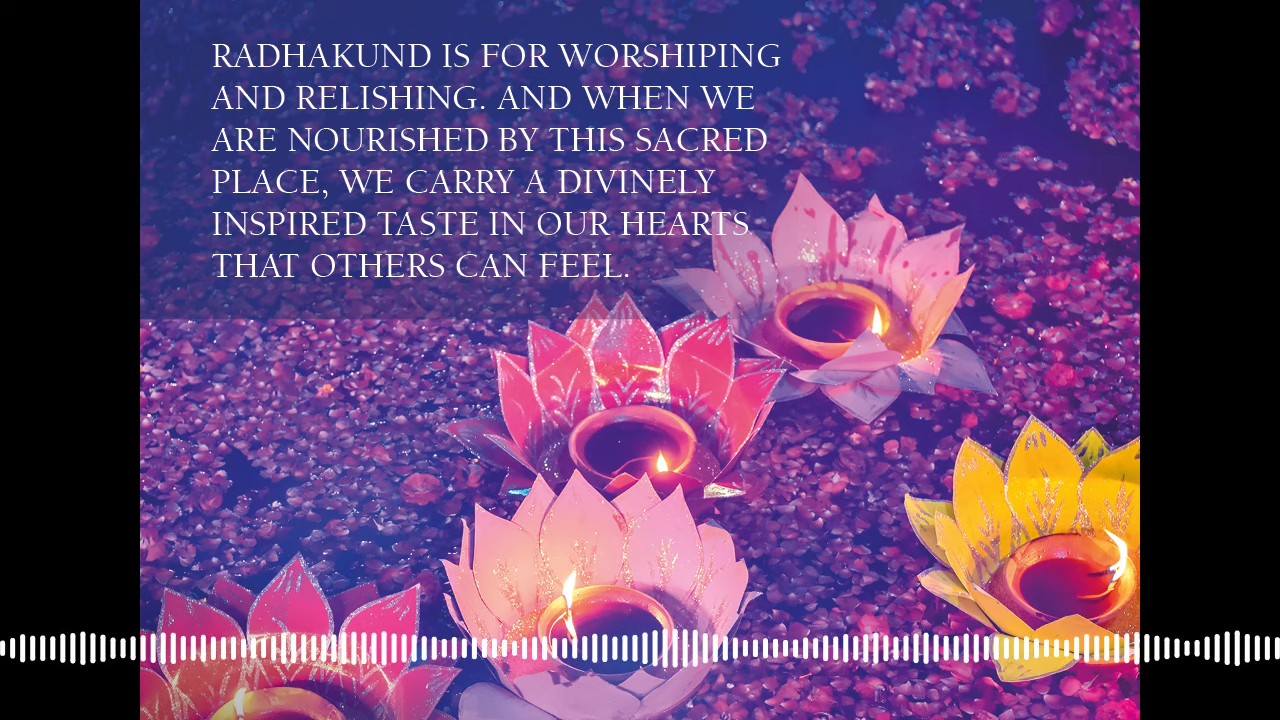 RADHAKUND IS FOR WORSHIPING
AND RELISHING. AND WHEN WE
ARE NOURISHED BY THIS SACRED
PLACE, WE CARRY A DIVINELY
INSPIRED TASTE IN OUR HEARTS
THAT OTHERS CAN FEEL.